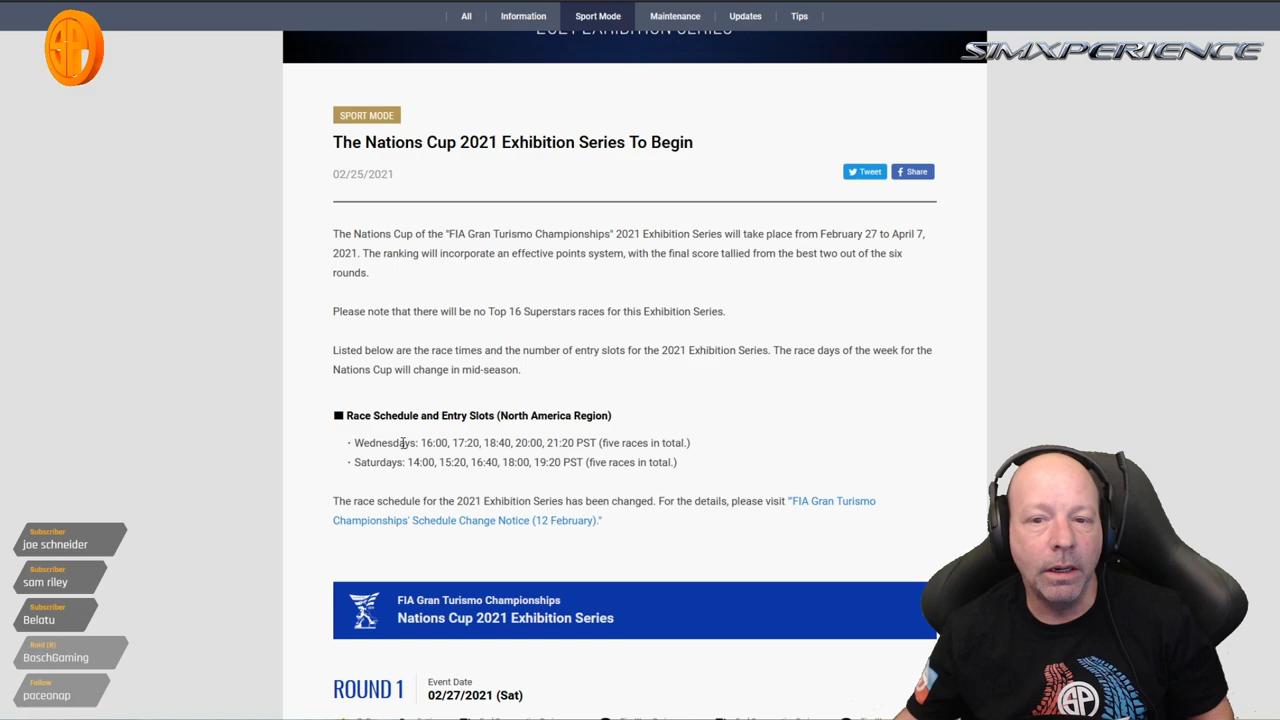 All Information Sport Mode Maintenance Updates Tips
2021 EXHIBITION SERIES
SIMXPERIENCE
SP
SPORT MODE
The Nations Cup 2021 Exhibition Series To Begin
02/25/2021
Tweet Share
The Nations Cup of the "FIA Gran Turismo Championships" 2021 Exhibition Series will take place from February 27 to April 7,
2021. The ranking will incorporate an effective points system, with the final score tallied from the best two out of the six
rounds.
Please note that there will be no Top 16 Superstars races for this Exhibition Series.
Listed below are the race times and the number of entry slots for the 2021 Exhibition Series. The race days of the week for the
Nations Cup will change in mid-season.
■ Race Schedule and Entry Slots (North America Region)
・Wednesdays: 16:00, 17:20, 18:40, 20:00, 21:20 PST (five races in total.)
・Saturdays: 14:00, 15:20, 16:40, 18:00, 19:20 PST (five races in total.)
The race schedule for the 2021 Exhibition Series has been changed. For the details, please visit "'FIA Gran Turismo
Championships' Schedule Change Notice (12 February)."
FIA Gran Turismo Championships
Nations Cup 2021 Exhibition Series
ROUND 1
Event Date
02/27/2021 (Sat)
Subscriber
joe schneider
Subscriber
sam riley
Subscriber
Belatu
Raid (8)
BoschGaming
Follow
paceanap
SP